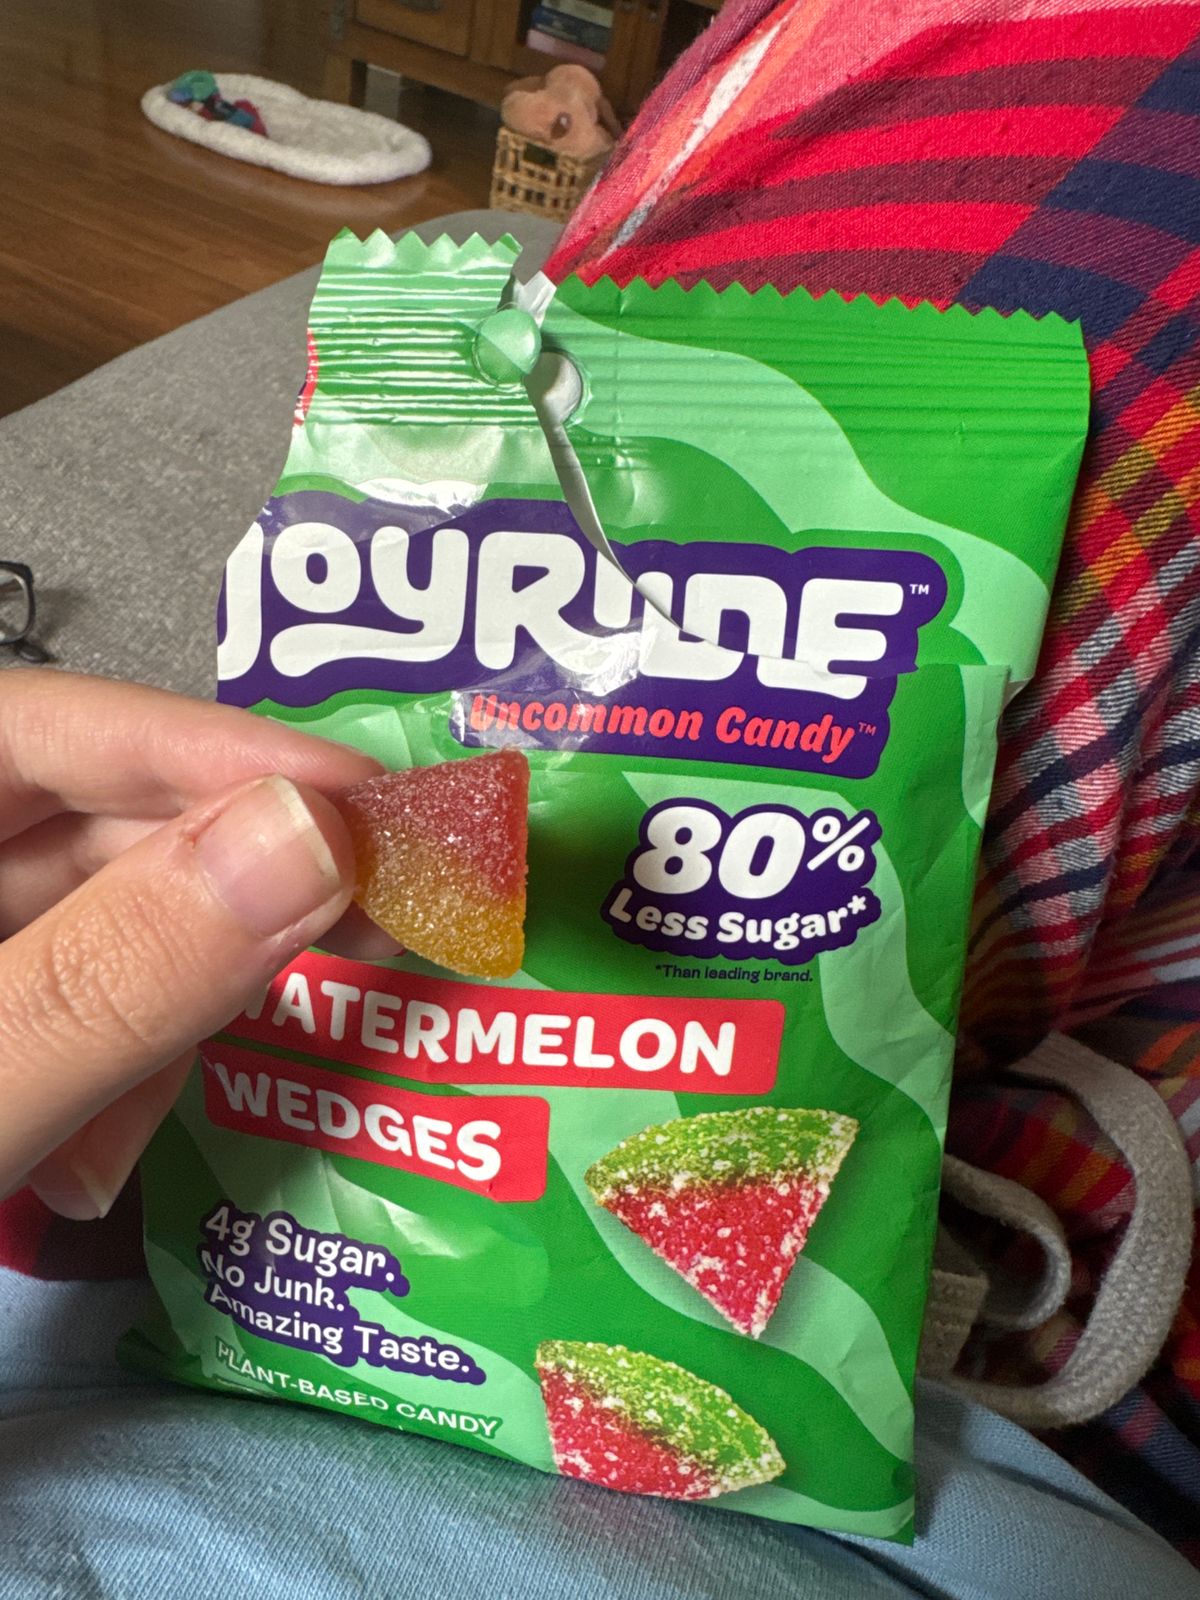 JOYRIDE™
Uncommon Candy™
80%
Less Sugar*
*Than leading brand.
WATERMELON
WEDGES
4g Sugar.
No Junk.
Amazing Taste.
PLANT-BASED CANDY